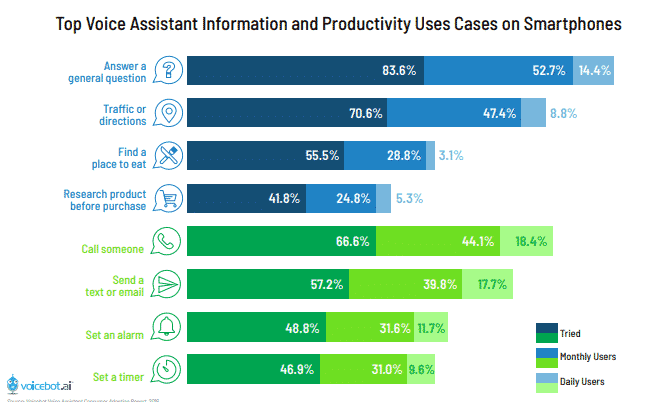 Top Voice Assistant Information and Productivity Uses Cases on Smartphones
Answer a
general question
83.6% 52.7% 14.4%
Traffic or
directions
70.6% 47.4% 8.8%
Find a
place to eat
55.5% 28.8% 3.1%
Research product
before purchase
41.8% 24.8% 5.3%
Call someone
66.6% 44.1% 18.4%
Send a
text or email
57.2% 39.8% 17.7%
Set an alarm
48.8% 31.6% 11.7%
Set a timer
46.9% 31.0% 9.6%
Tried
Monthly Users
Daily Users
voicebot.ai